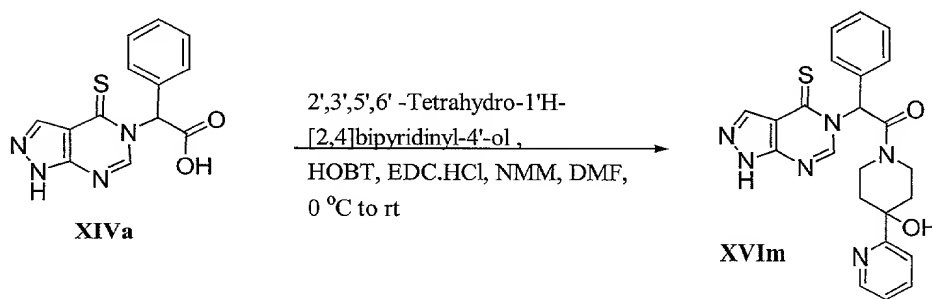 S
N
O
N
N
H
N
OH
XIVa
2',3',5',6' -Tetrahydro-1'H-
[2,4]bipyridinyl-4'-ol ,
HOBT, EDC.HCl, NMM, DMF,
0 °C to rt
S
N
O
N
N
H
N
N
OH
N
XVIm